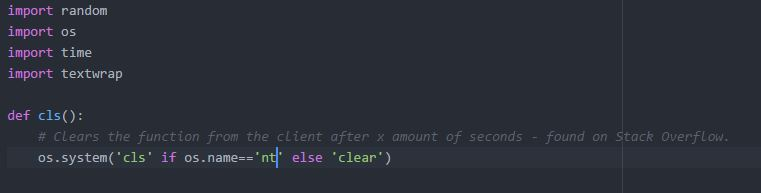 import random
import os
import time
import textwrap
def cls():
# Clears the function from the client after x amount of seconds - found on Stack Overflow.
os.system('cls' if os.name=='nt' else 'clear')